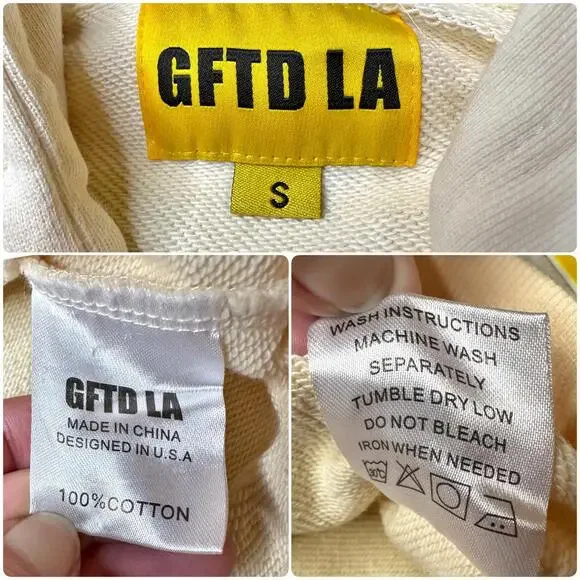 GFTD LA
S
GFTD LA
MADE IN CHINA
DESIGNED IN U.S.A
100%COTTON
WASH INSTRUCTIONS
MACHINE WASH
SEPARATELY
TUMBLE DRY LOW
DO NOT BLEACH
IRON WHEN NEEDED
30°C